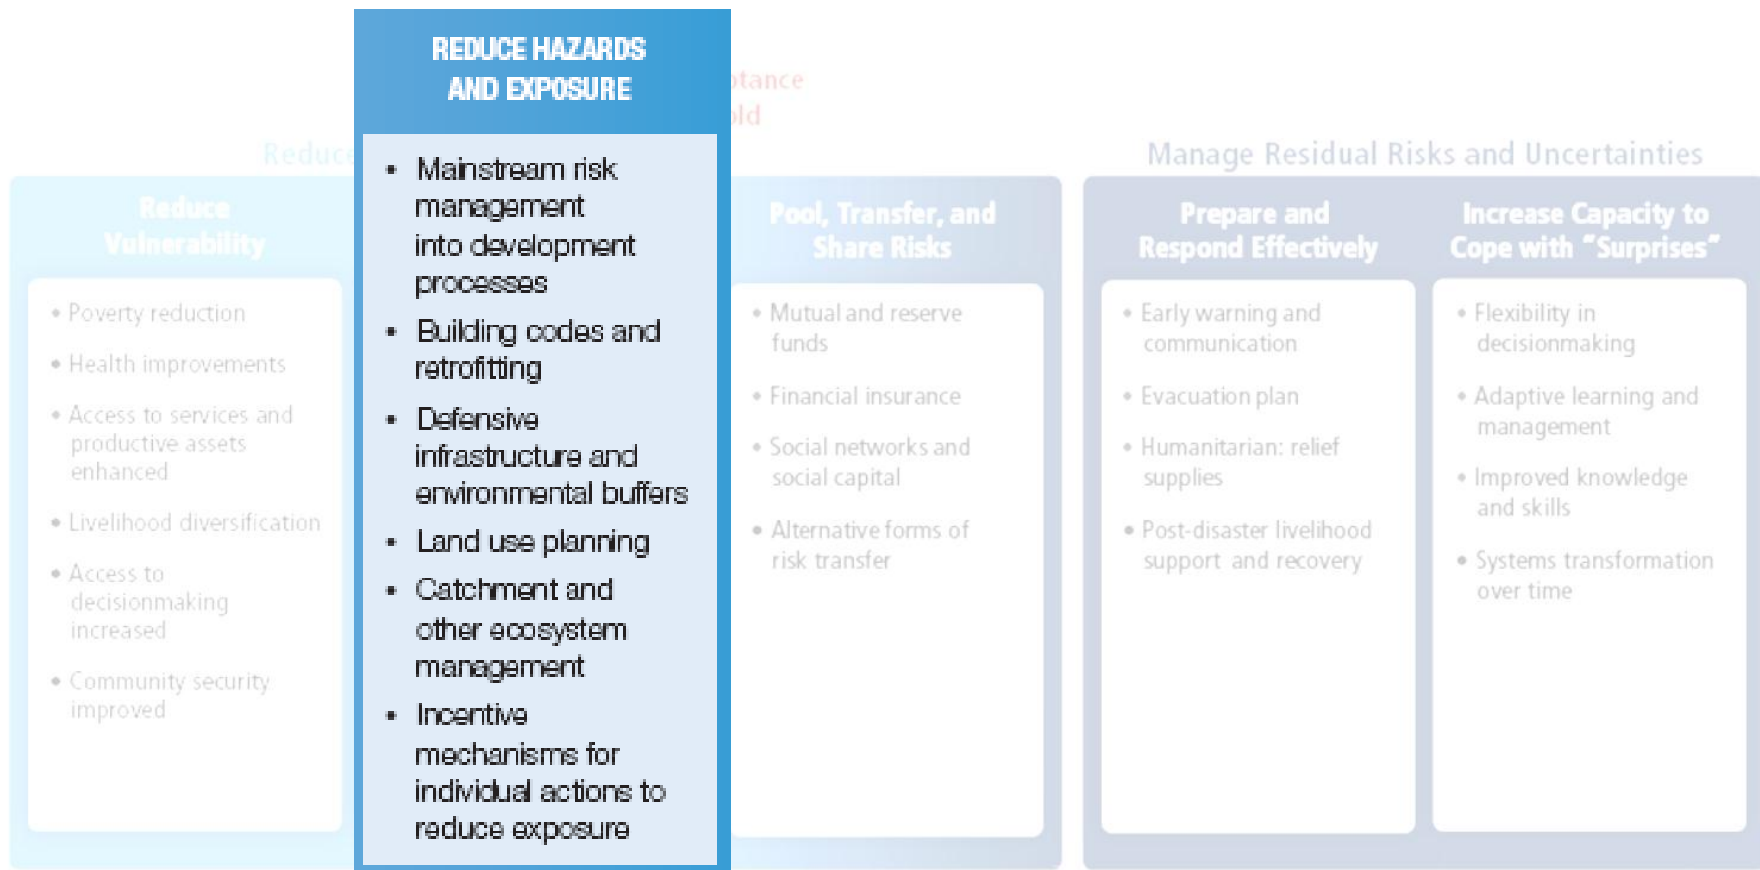 REDUCE HAZARDS
AND EXPOSURE
• Mainstream risk
management
into development
processes
• Building codes and
retrofitting
• Defensive
infrastructure and
environmental buffers
• Land use planning
• Catchment and
other ecosystem
management
• Incentive
mechanisms for
individual actions to
reduce exposure
Reduce
Manage Residual Risks and Uncertainties
Reduce
Vulnerability
• Poverty reduction
• Health improvements
• Access to services and
productive assets
enhanced
• Livelihood diversification
• Access to
decisionmaking
increased
• Community security
improved
Pool, Transfer, and
Share Risks
• Mutual and reserve
funds
• Financial insurance
• Social networks and
social capital
• Alternative forms of
risk transfer
Prepare and
Respond Effectively
• Early warning and
communication
• Evacuation plan
• Humanitarian: relief
supplies
• Post-disaster livelihood
support and recovery
Increase Capacity to
Cope with "Surprises"
• Flexibility in
decisionmaking
• Adaptive learning and
management
• Improved knowledge
and skills
• Systems transformation
over time